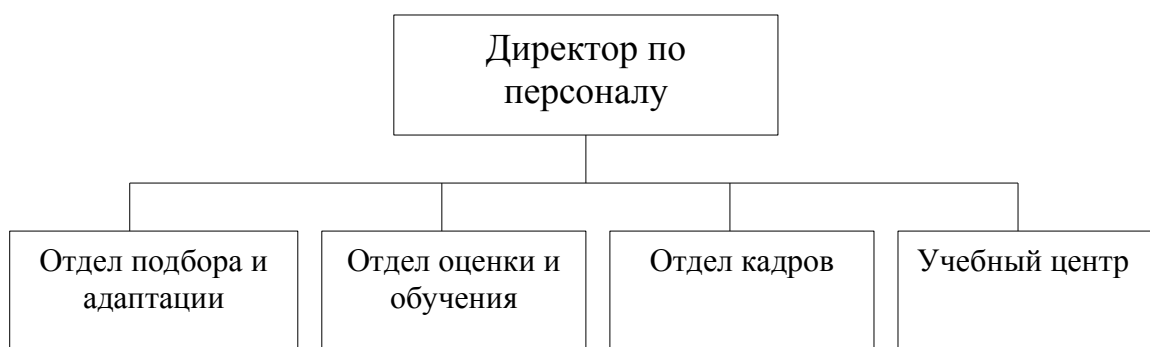 Директор по
персоналу
Отдел подбора и
адаптации
Отдел оценки и
обучения
Отдел кадров
Учебный центр